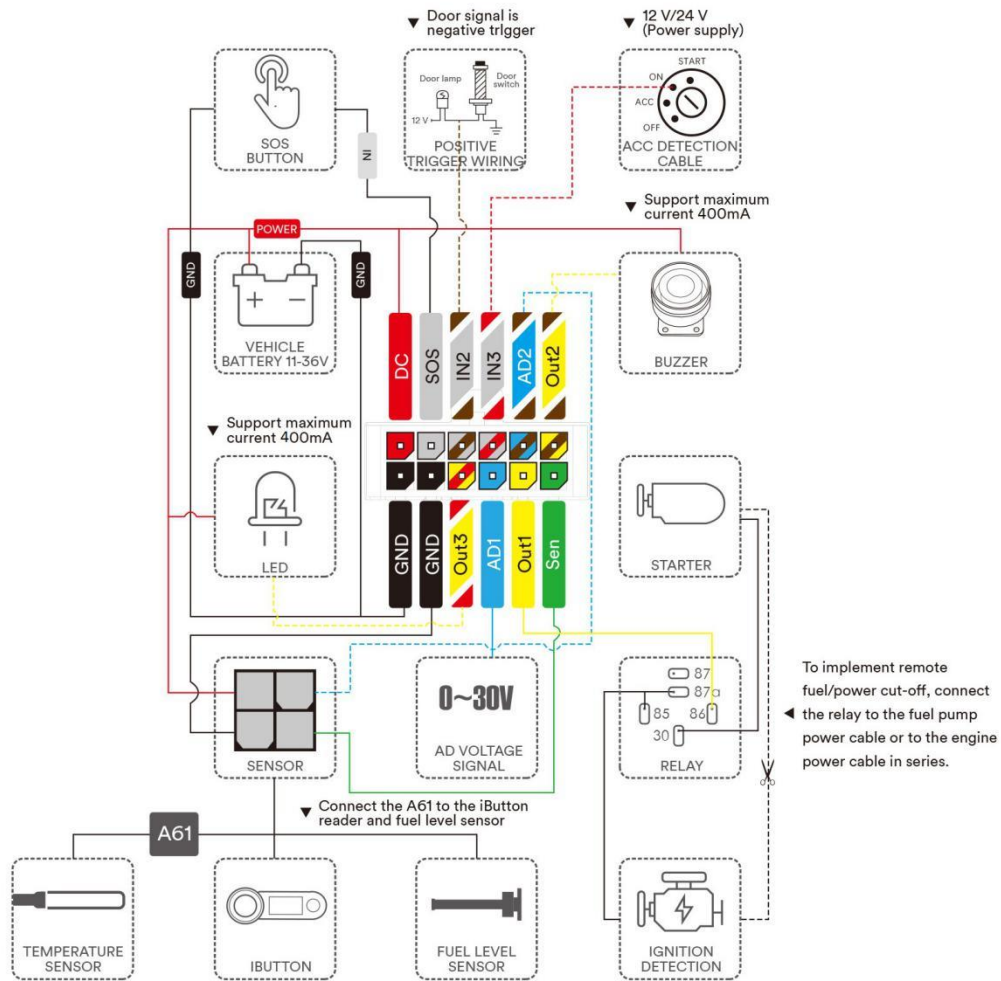 Door signal is
negative trIgger
12 V/24 V
(Power supply)
Door lamp
Door
switch
12 V
START
ON
ACC
OFF
SOS
BUTTON
IN
POSITIVE
TRIGGER WIRING
ACC DETECTION
CABLE
Support maximum
current 400mA
POWER
GND
GND
VEHICLE
BATTERY 11-36V
BUZZER
DC
SOS
IN2
IN3
AD2
Out2
Support maximum
current 400mA
LED
STARTER
GND
GND
Out3
AD1
Out1
Sen
SENSOR
0~30V
AD VOLTAGE
SIGNAL
87
87a
85
86
30
RELAY
To implement remote
fuel/power cut-off, connect
the relay to the fuel pump
power cable or to the engine
power cable in series.
Connect the A61 to the iButton
reader and fuel level sensor
A61
TEMPERATURE
SENSOR
IBUTTON
FUEL LEVEL
SENSOR
IGNITION
DETECTION